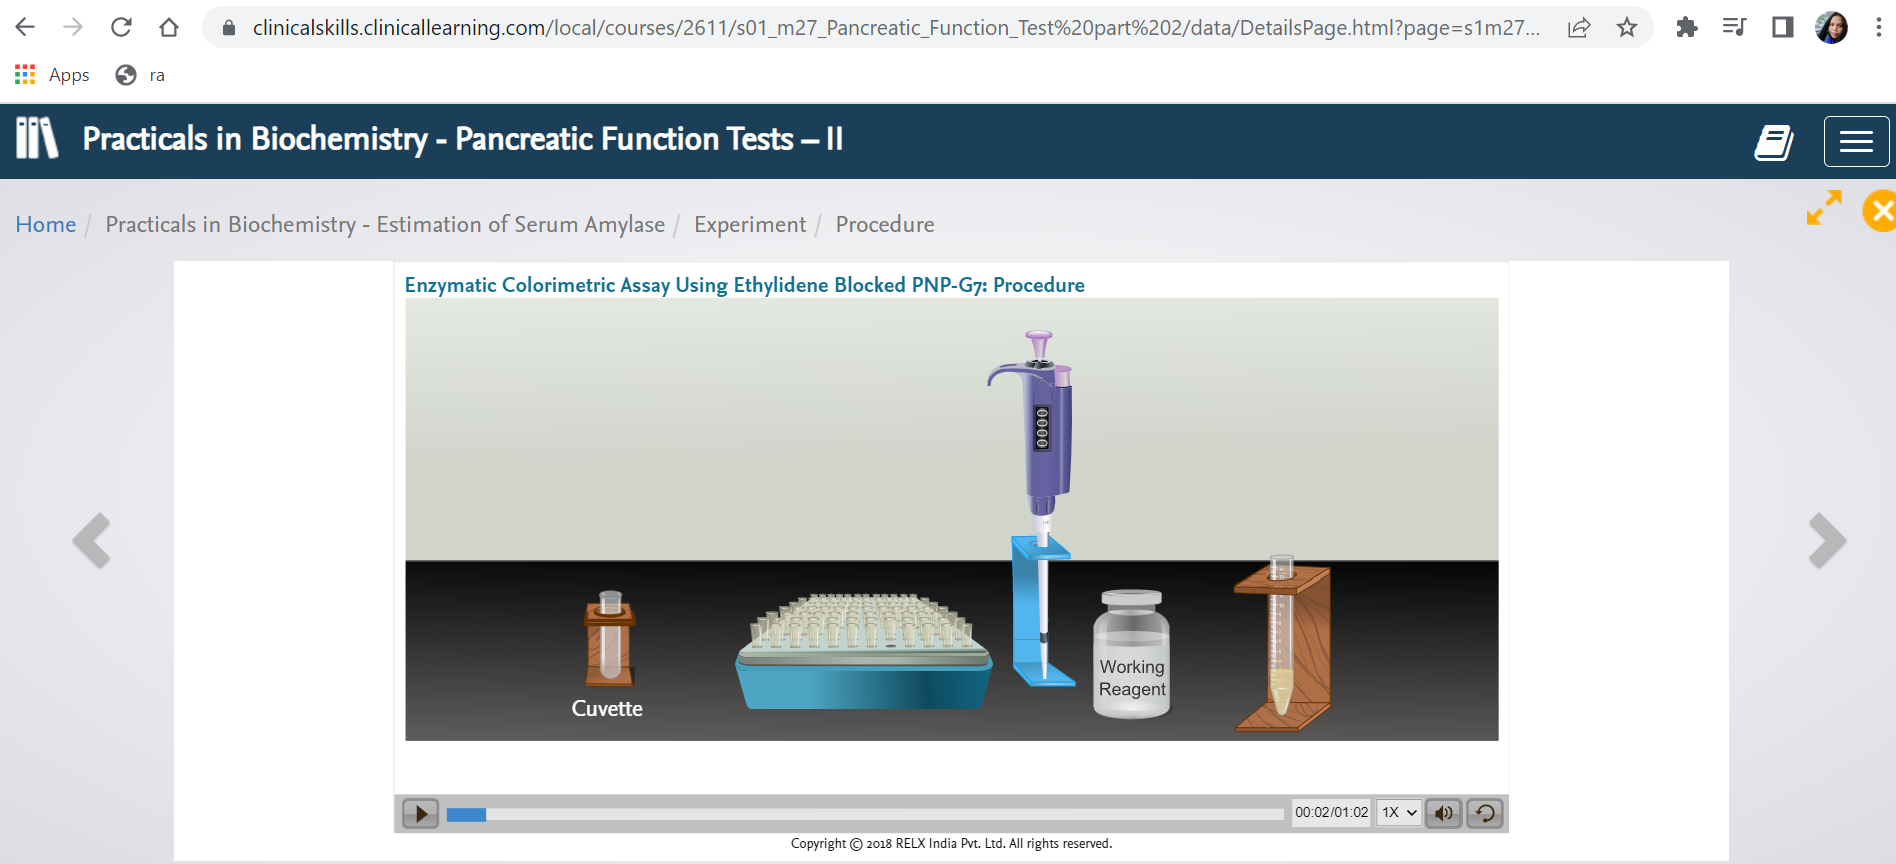 clinicalskills.clinicallearning.com/local/courses/2611/s01_m27_Pancreatic_Function_Test%20part%202/data/DetailsPage.html?page=s1m27...
Apps ra
Practicals in Biochemistry - Pancreatic Function Tests – II
Home / Practicals in Biochemistry - Estimation of Serum Amylase / Experiment / Procedure
Enzymatic Colorimetric Assay Using Ethylidene Blocked PNP-G7: Procedure
Working
Reagent
Cuvette
00:02/01:02 1X
Copyright © 2018 RELX India Pvt. Ltd. All rights reserved.